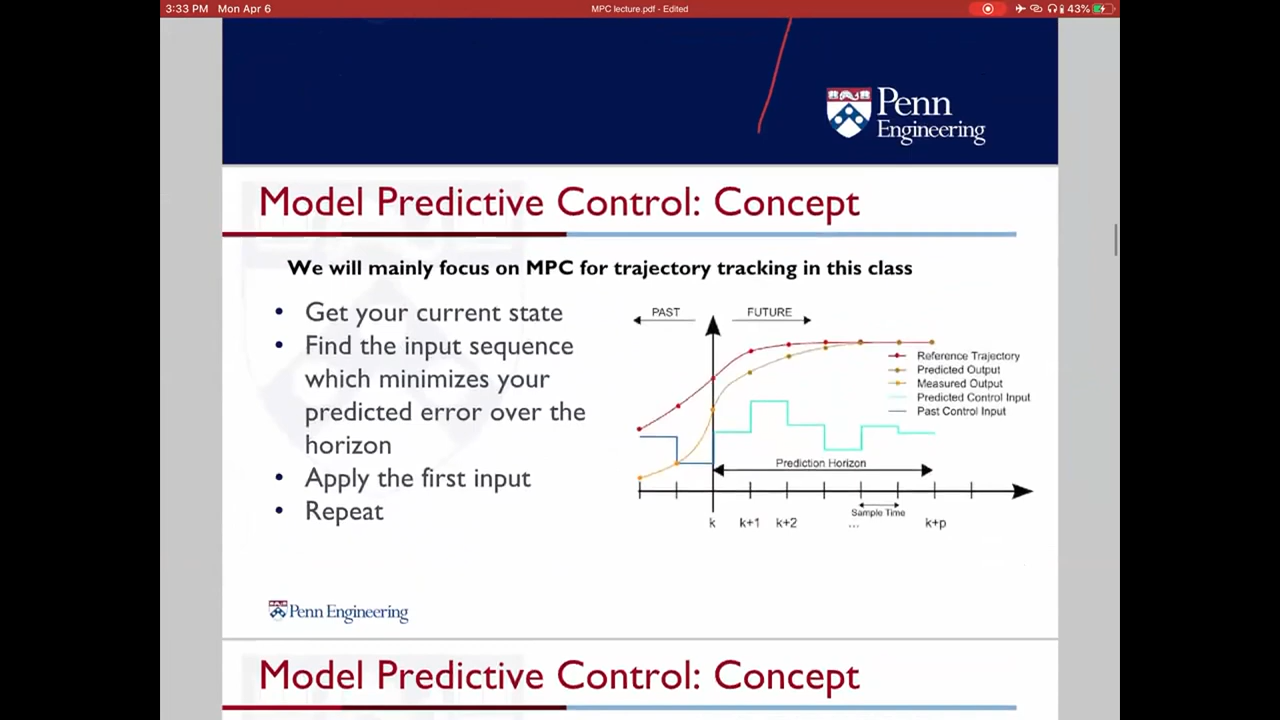 3:33 PM Mon Apr 6
MPC lecture.pdf - Edited
43%
Penn
Engineering
Model Predictive Control: Concept
We will mainly focus on MPC for trajectory tracking in this class
• Get your current state
• Find the input sequence
which minimizes your
predicted error over the
horizon
• Apply the first input
• Repeat
PAST
FUTURE
Reference Trajectory
Predicted Output
Measured Output
Predicted Control Input
Past Control Input
Prediction Horizon
Sample Time
k k+1 k+2 ... k+p
Penn Engineering
Model Predictive Control: Concept